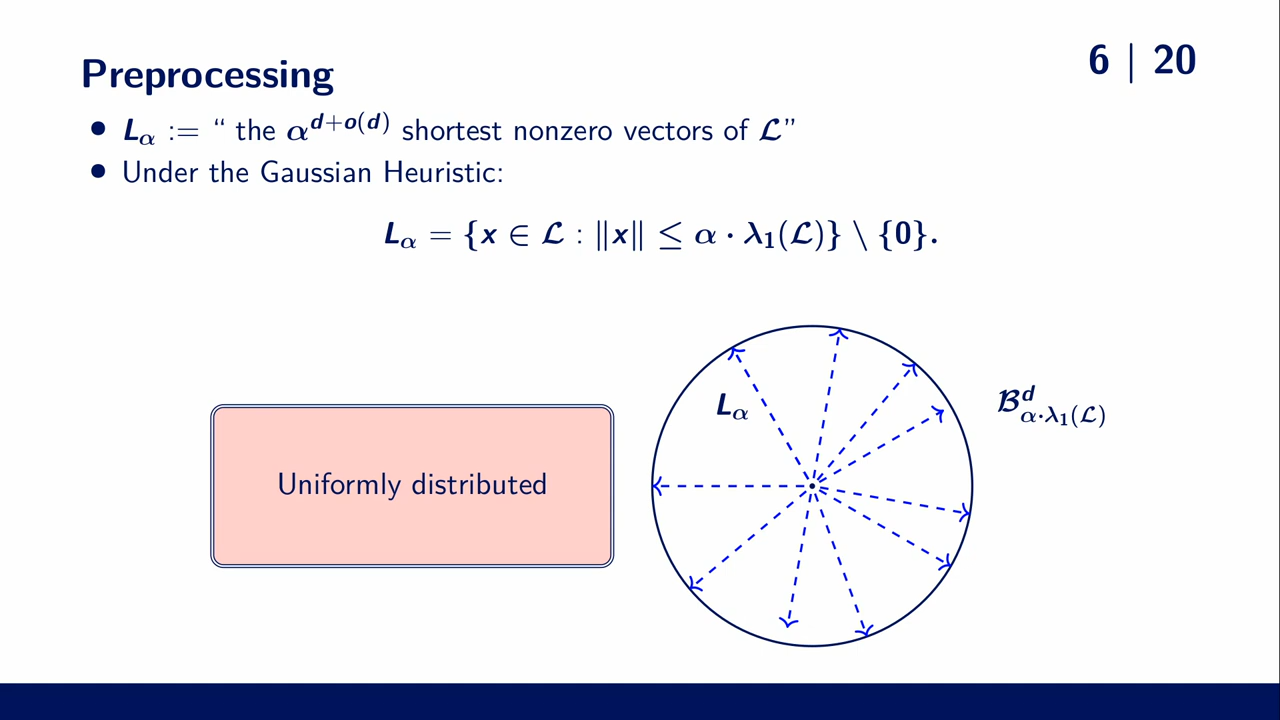 Preprocessing
6 | 20
• L_α := “ the α^{d+o(d)} shortest nonzero vectors of ℒ”
• Under the Gaussian Heuristic:
L_α = {x ∈ ℒ : ‖x‖ ≤ α · λ₁(ℒ)} \ {0}.
L_α
ℬ^d_{α·λ₁(ℒ)}
Uniformly distributed